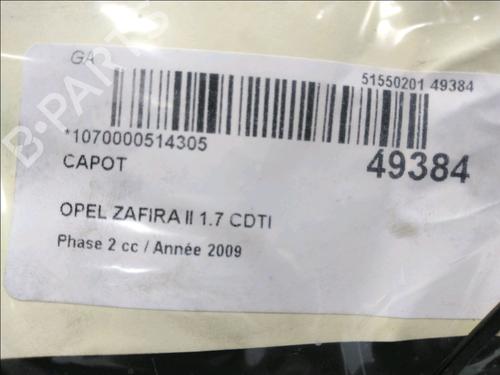 GA
51550201 49384
*1070000514305
49384
CAPOT
OPEL ZAFIRA II 1.7 CDTI
Phase 2 cc / Année 2009
B-PARTS